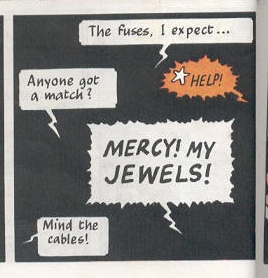 The fuses, I expect...
HELP!
Anyone got
a match?
MERCY! MY
JEWELS!
Mind the
cables!